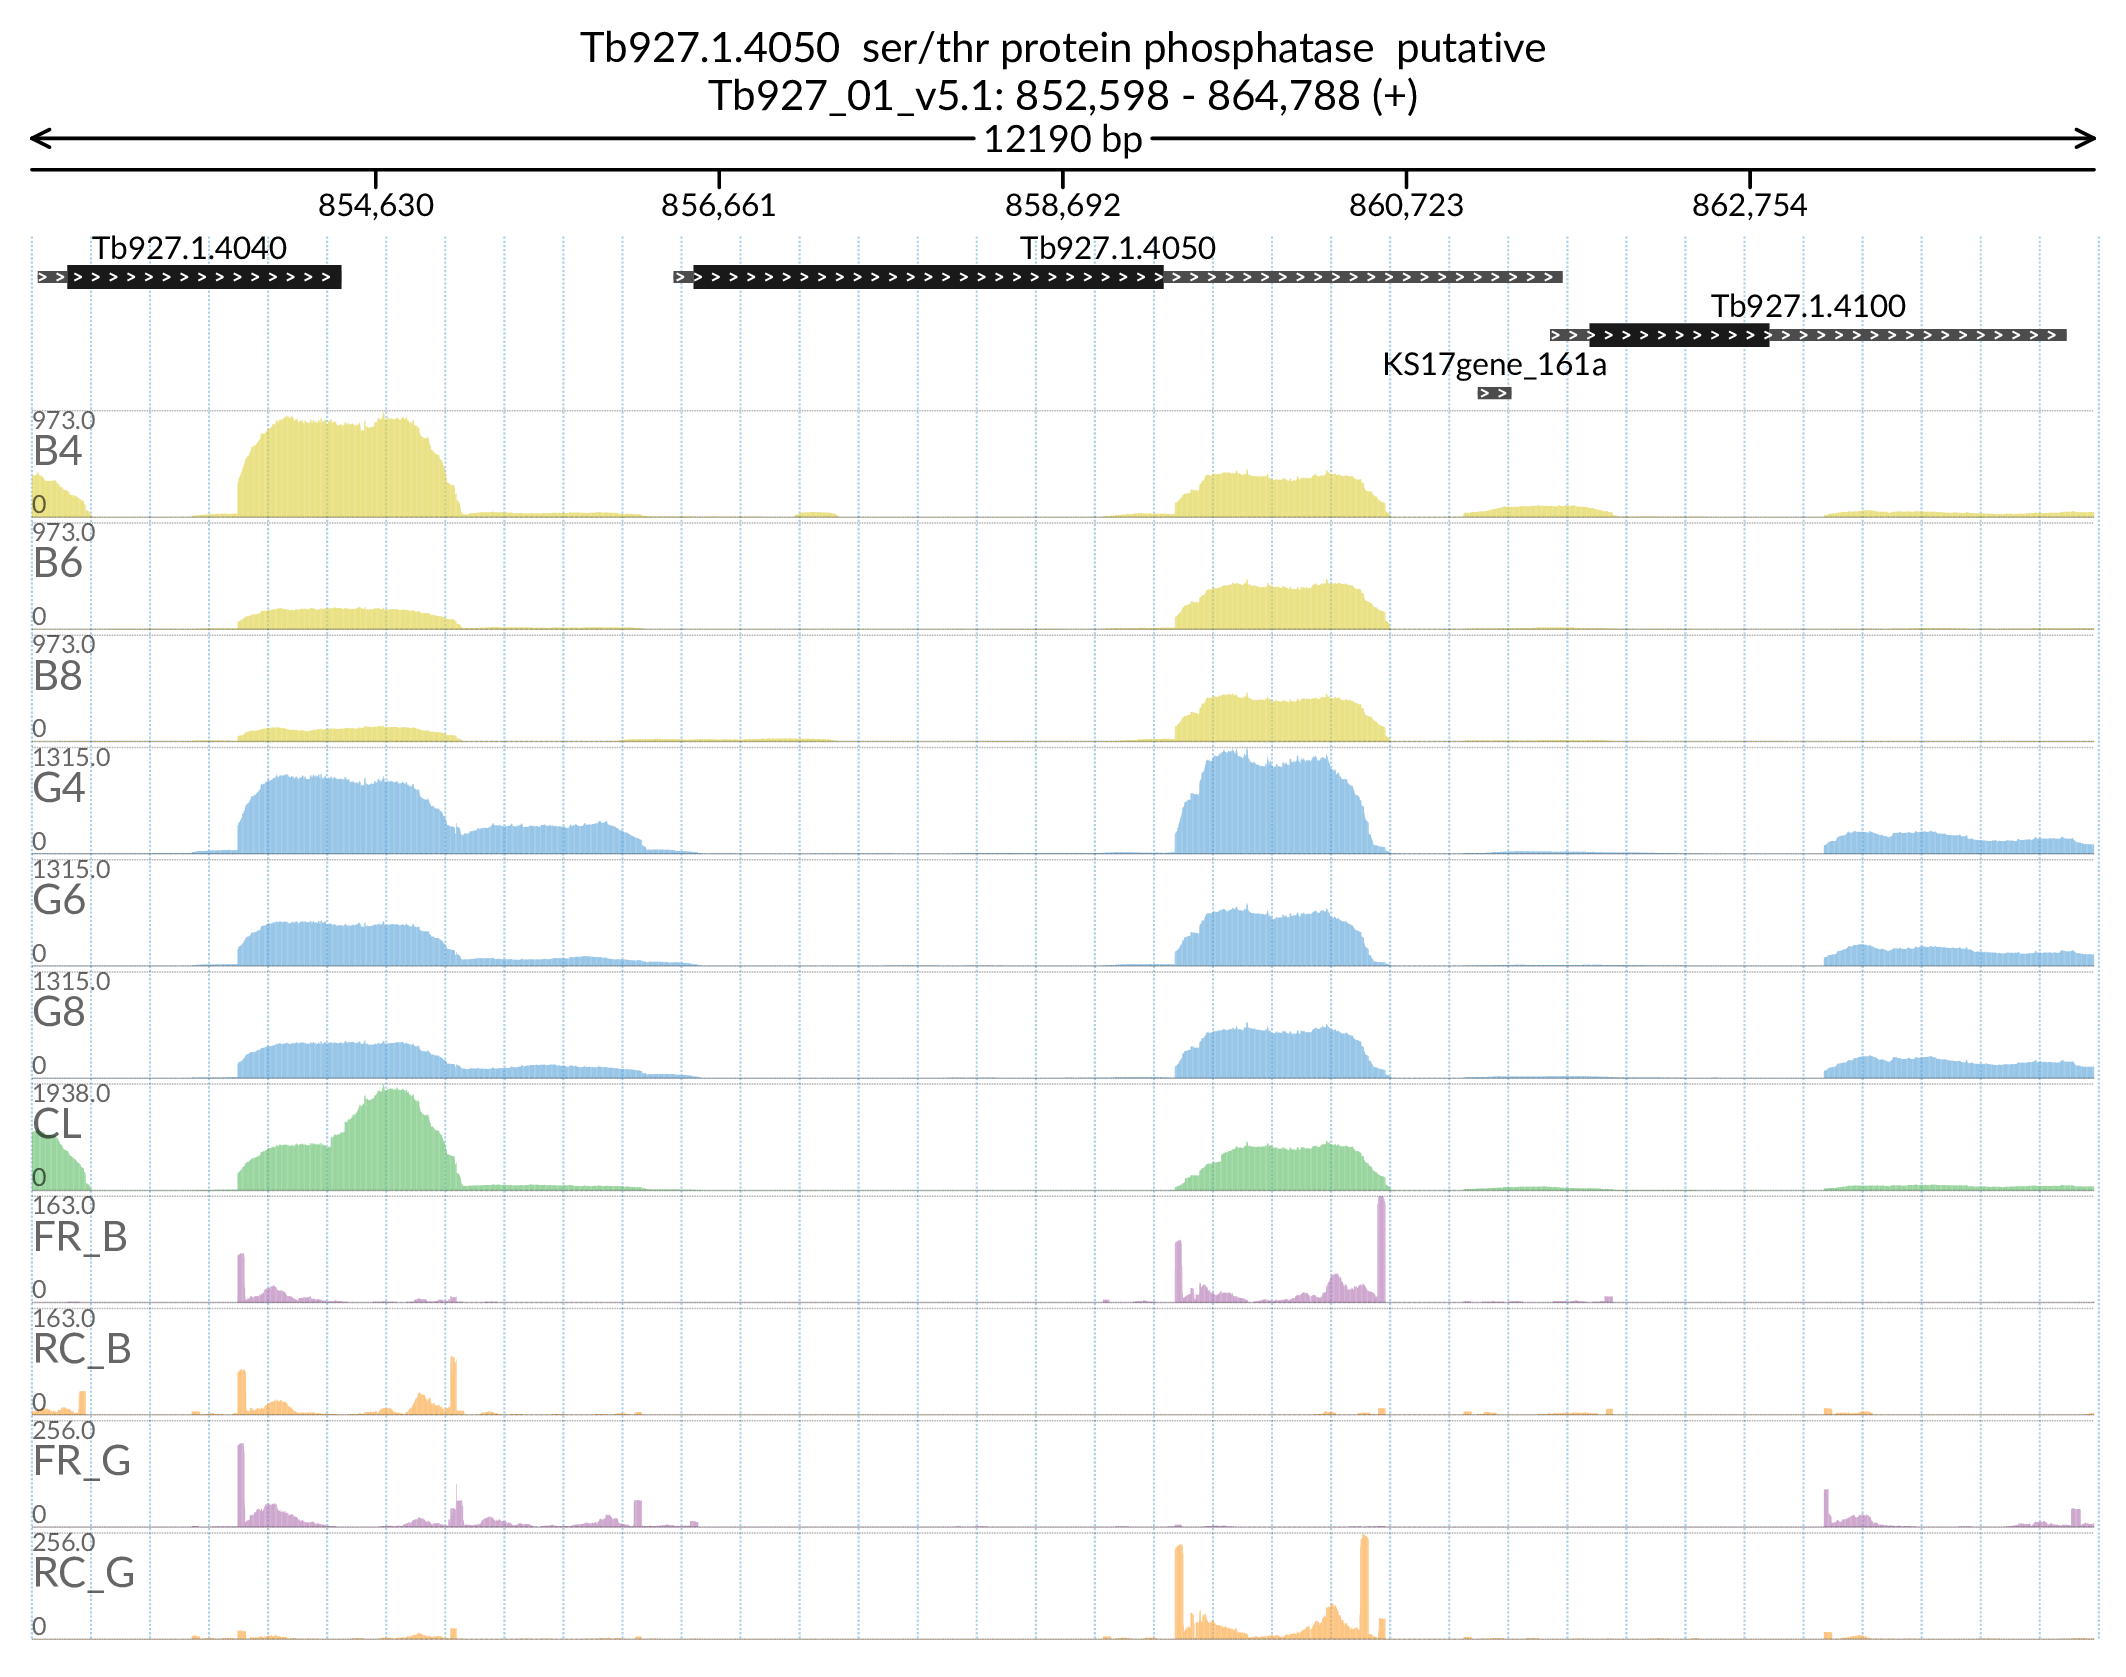 Tb927.1.4050  ser/thr protein phosphatase  putative
Tb927_01_v5.1: 852,598 - 864,788 (+)
12190 bp
854,630 856,661 858,692 860,723 862,754
Tb927.1.4040 Tb927.1.4050
Tb927.1.4100
KS17gene_161a
973.0
B4
0
973.0
B6
0
973.0
B8
0
1315.0
G4
0
1315.0
G6
0
1315.0
G8
0
1938.0
CL
0
163.0
FR_B
0
163.0
RC_B
0
256.0
FR_G
0
256.0
RC_G
0